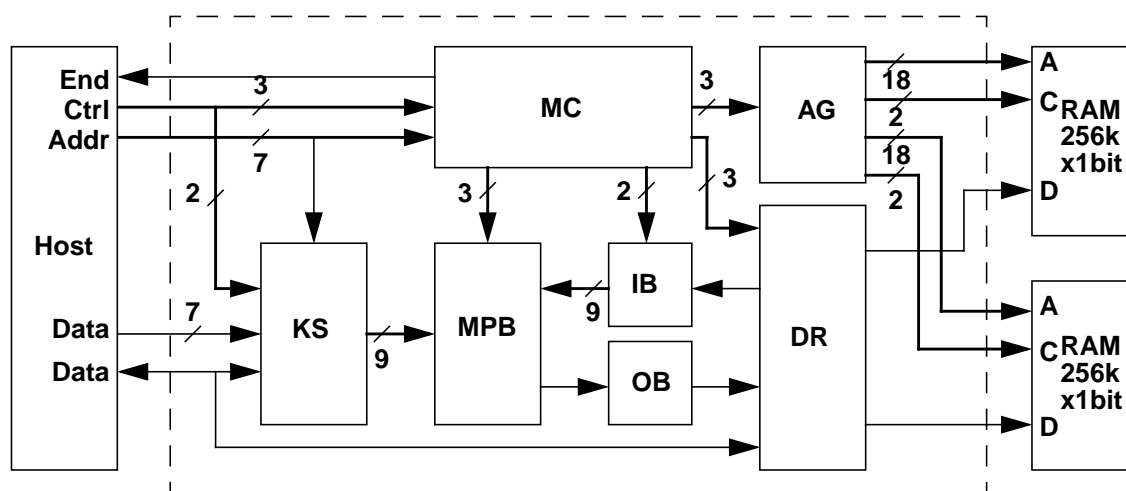 End
Ctrl
Addr
Host
Data
Data
3
7
2
7
MC
3
3
3
2
AG
18
2
18
2
KS
9
MPB
IB
9
OB
DR
A
C
RAM
256k
x1bit
D
A
C
RAM
256k
x1bit
D